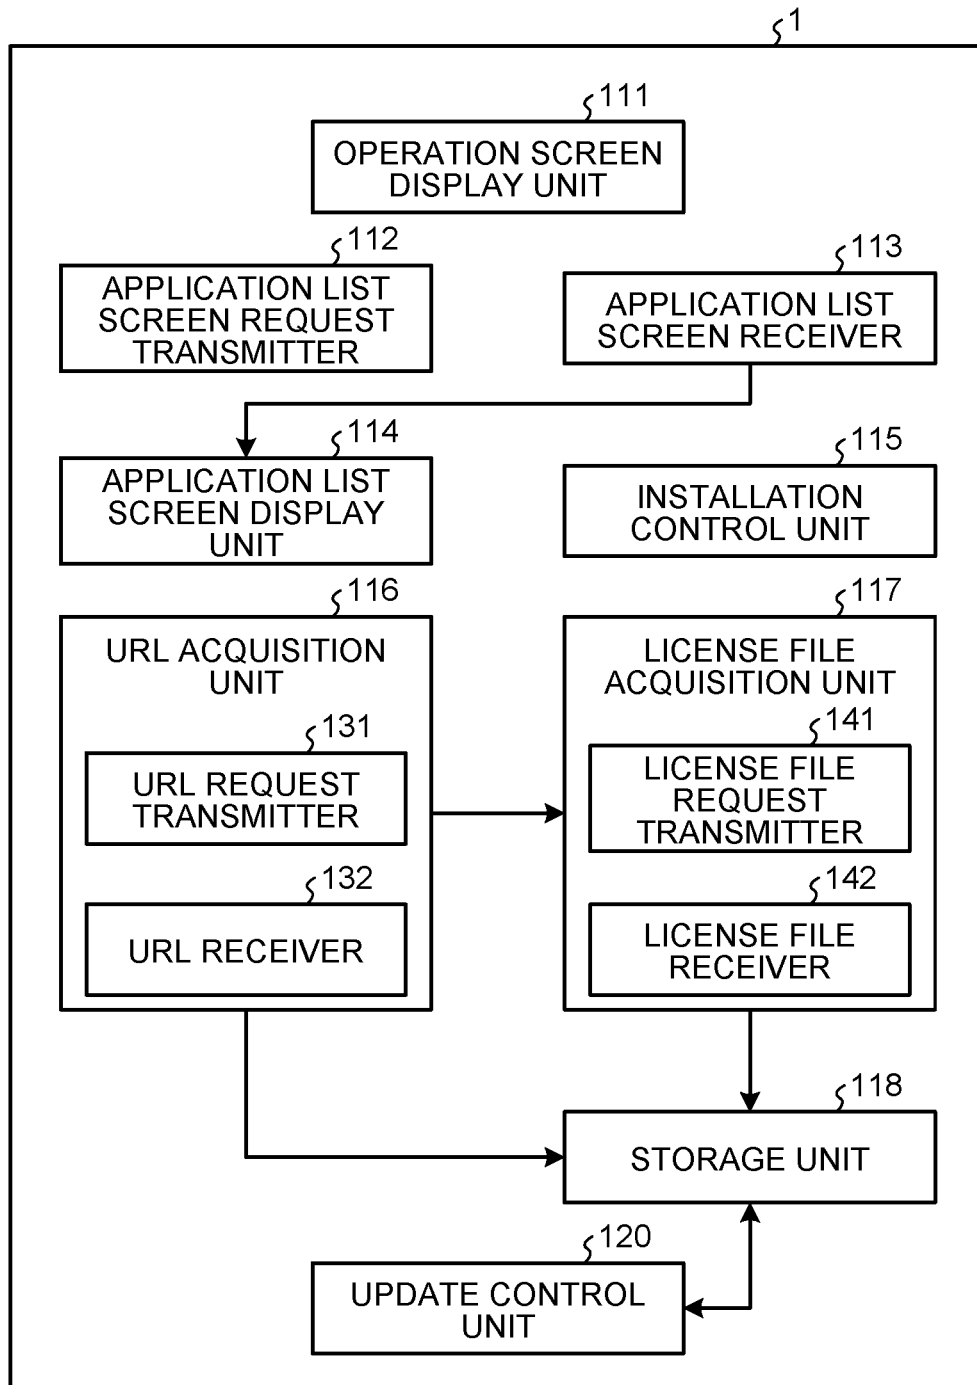 1
111
OPERATION SCREEN
DISPLAY UNIT
112
APPLICATION LIST
SCREEN REQUEST
TRANSMITTER
113
APPLICATION LIST
SCREEN RECEIVER
114
APPLICATION LIST
SCREEN DISPLAY
UNIT
115
INSTALLATION
CONTROL UNIT
116
URL ACQUISITION
UNIT
131
URL REQUEST
TRANSMITTER
132
URL RECEIVER
117
LICENSE FILE
ACQUISITION UNIT
141
LICENSE FILE
REQUEST
TRANSMITTER
142
LICENSE FILE
RECEIVER
118
STORAGE UNIT
120
UPDATE CONTROL
UNIT